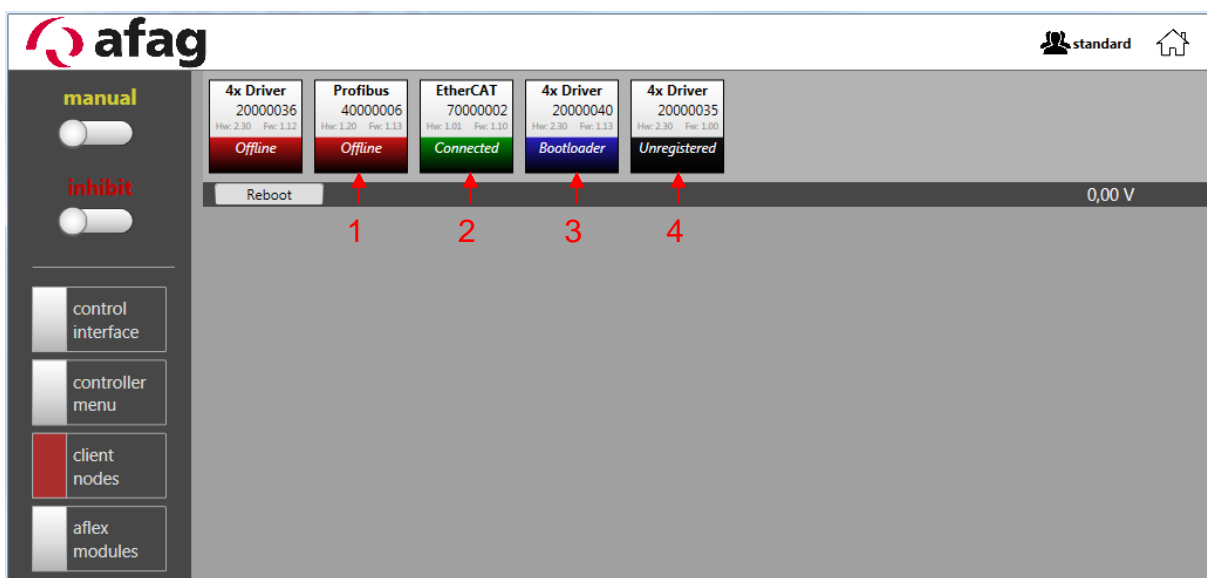 afag
standard
manual
inhibit
control
interface
controller
menu
client
nodes
aflex
modules
4x Driver
20000036
Hw: 2.30 Fw: 1.12
Offline
Profibus
40000006
Hw: 1.20 Fw: 1.13
Offline
EtherCAT
70000002
Hw: 1.01 Fw: 1.10
Connected
4x Driver
20000040
Hw: 2.30 Fw: 1.13
Bootloader
4x Driver
20000035
Hw: 2.30 Fw: 1.00
Unregistered
Reboot
0,00 V
1
2
3
4